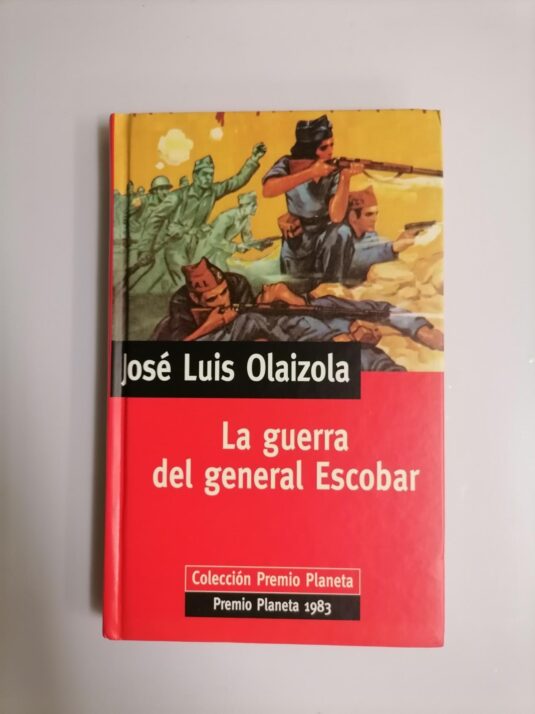 José Luis Olaizola
La guerra
del general Escobar
Colección Premio Planeta
Premio Planeta 1983